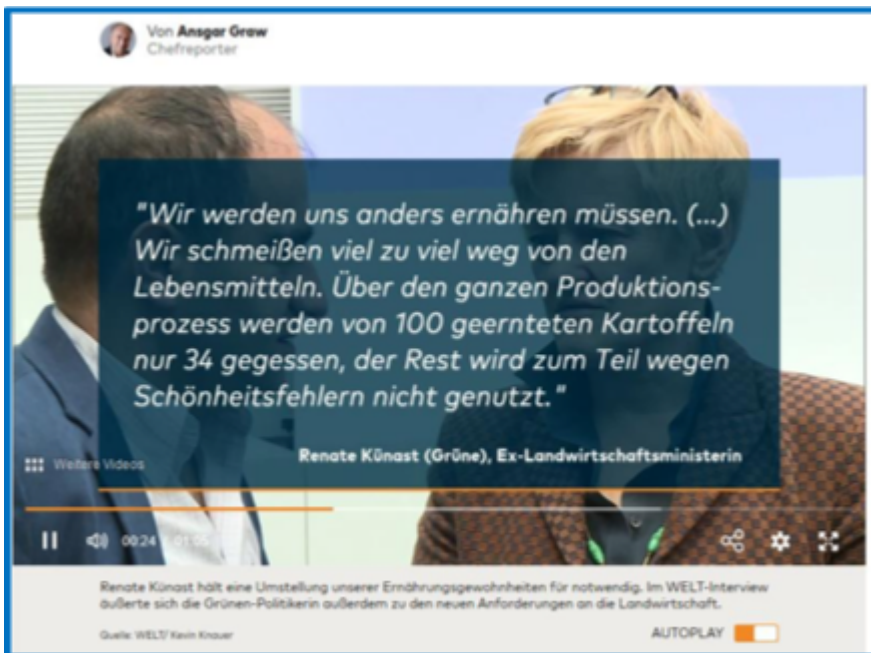 Von Ansgar Graw
Chefreporter
"Wir werden uns anders ernähren müssen. (...)
Wir schmeißen viel zu viel weg von den
Lebensmitteln. Über den ganzen Produktions-
prozess werden von 100 geernteten Kartoffeln
nur 34 gegessen, der Rest wird zum Teil wegen
Schönheitsfehlern nicht genutzt."
Renate Künast (Grüne), Ex-Landwirtschaftsministerin
Weitere Videos
00:24 / 01:05
Renate Künast hält eine Umstellung unserer Ernährungsgewohnheiten für notwendig. Im WELT-Interview
äußerte sich die Grünen-Politikerin außerdem zu den neuen Anforderungen an die Landwirtschaft.
Quelle: WELT/ Kevin Knauer
AUTOPLAY